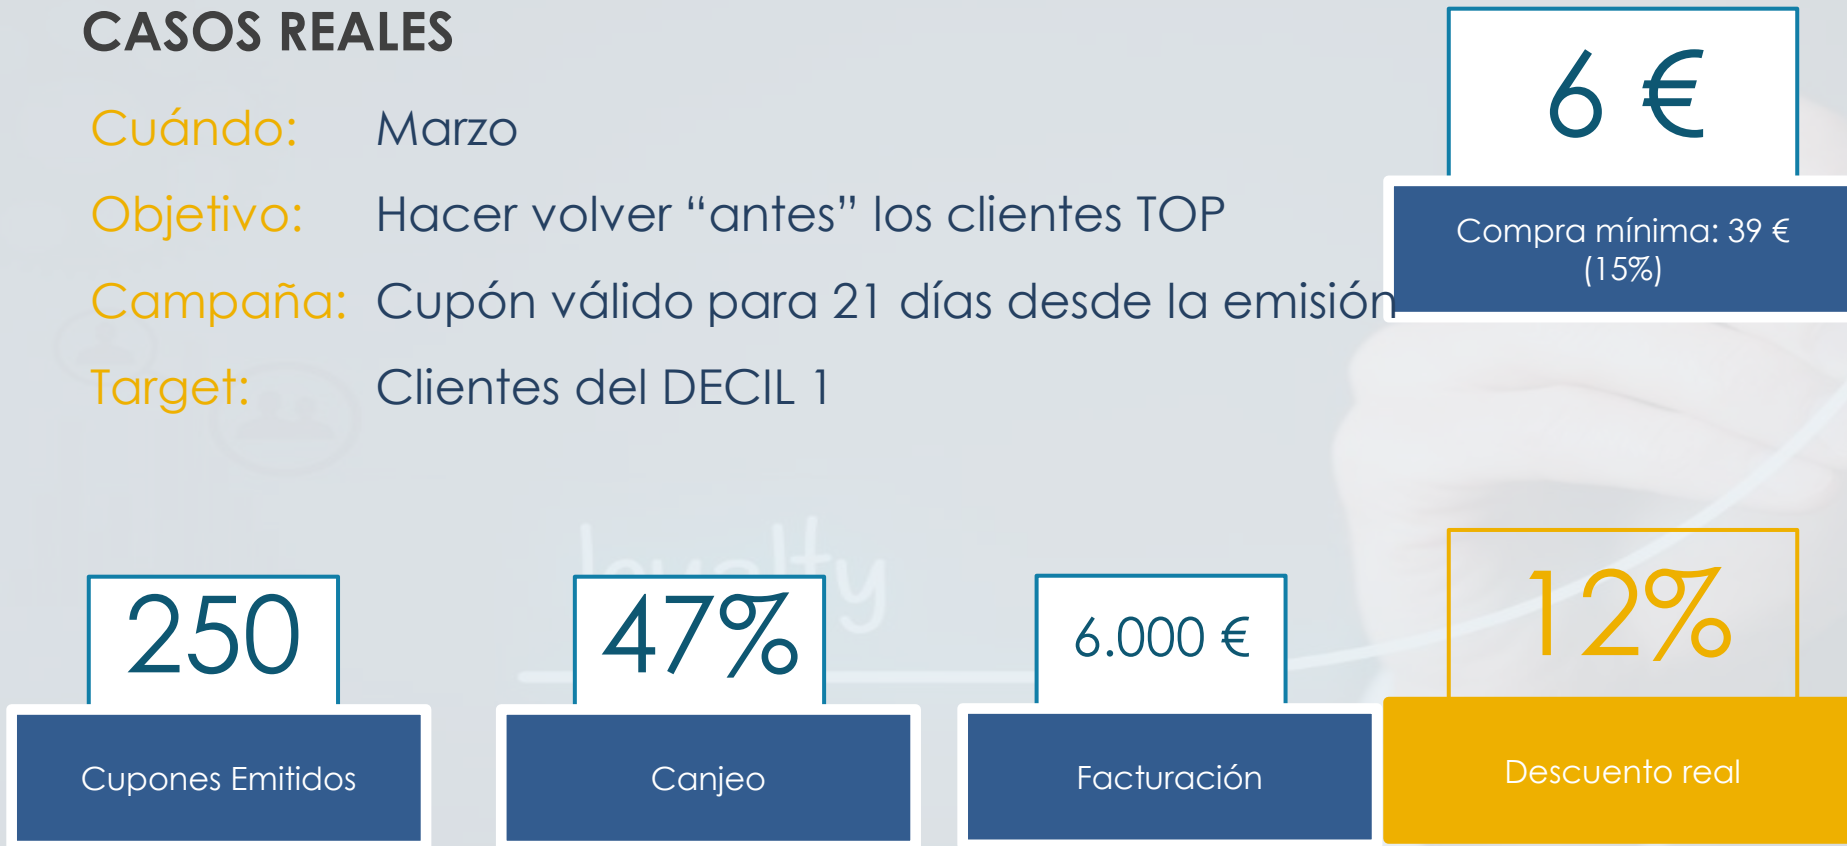 CASOS REALES
6 €
Compra mínima: 39 €
(15%)
Cuándo: Marzo
Objetivo: Hacer volver “antes” los clientes TOP
Campaña: Cupón válido para 21 días desde la emisión
Target: Clientes del DECIL 1
loyalty
250
Cupones Emitidos
47%
Canjeo
6.000 €
Facturación
12%
Descuento real